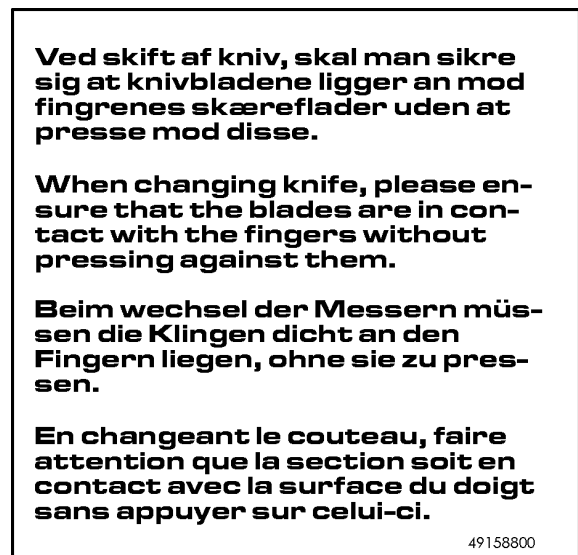 Ved skift af kniv, skal man sikre
sig at knivbladene ligger an mod
fingrenes skæreflader uden at
presse mod disse.
When changing knife, please en-
sure that the blades are in con-
tact with the fingers without
pressing against them.
Beim wechsel der Messern müs-
sen die Klingen dicht an den
Fingern liegen, ohne sie zu pres-
sen.
En changeant le couteau, faire
attention que la section soit en
contact avec la surface du doigt
sans appuyer sur celui-ci.
49158800